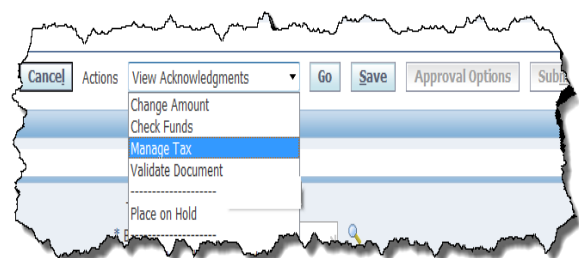 Cancel Actions View Acknowledgments Go Save Approval Options
Change Amount
Check Funds
Manage Tax
Validate Document
--------------------
Place on Hold
--------------------